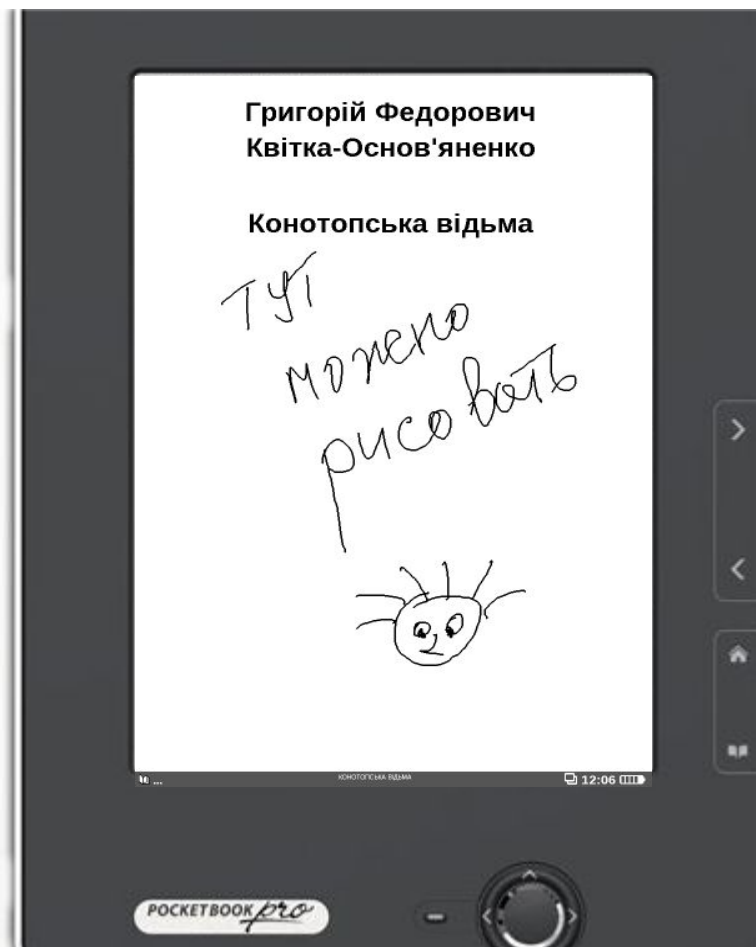 Григорій Федорович
Квітка-Основ'яненко
Конотопська відьма
тут
можно
рисовать
... КОНОТОПСЬКА ВІДЬМА 12:06
POCKETBOOK pro